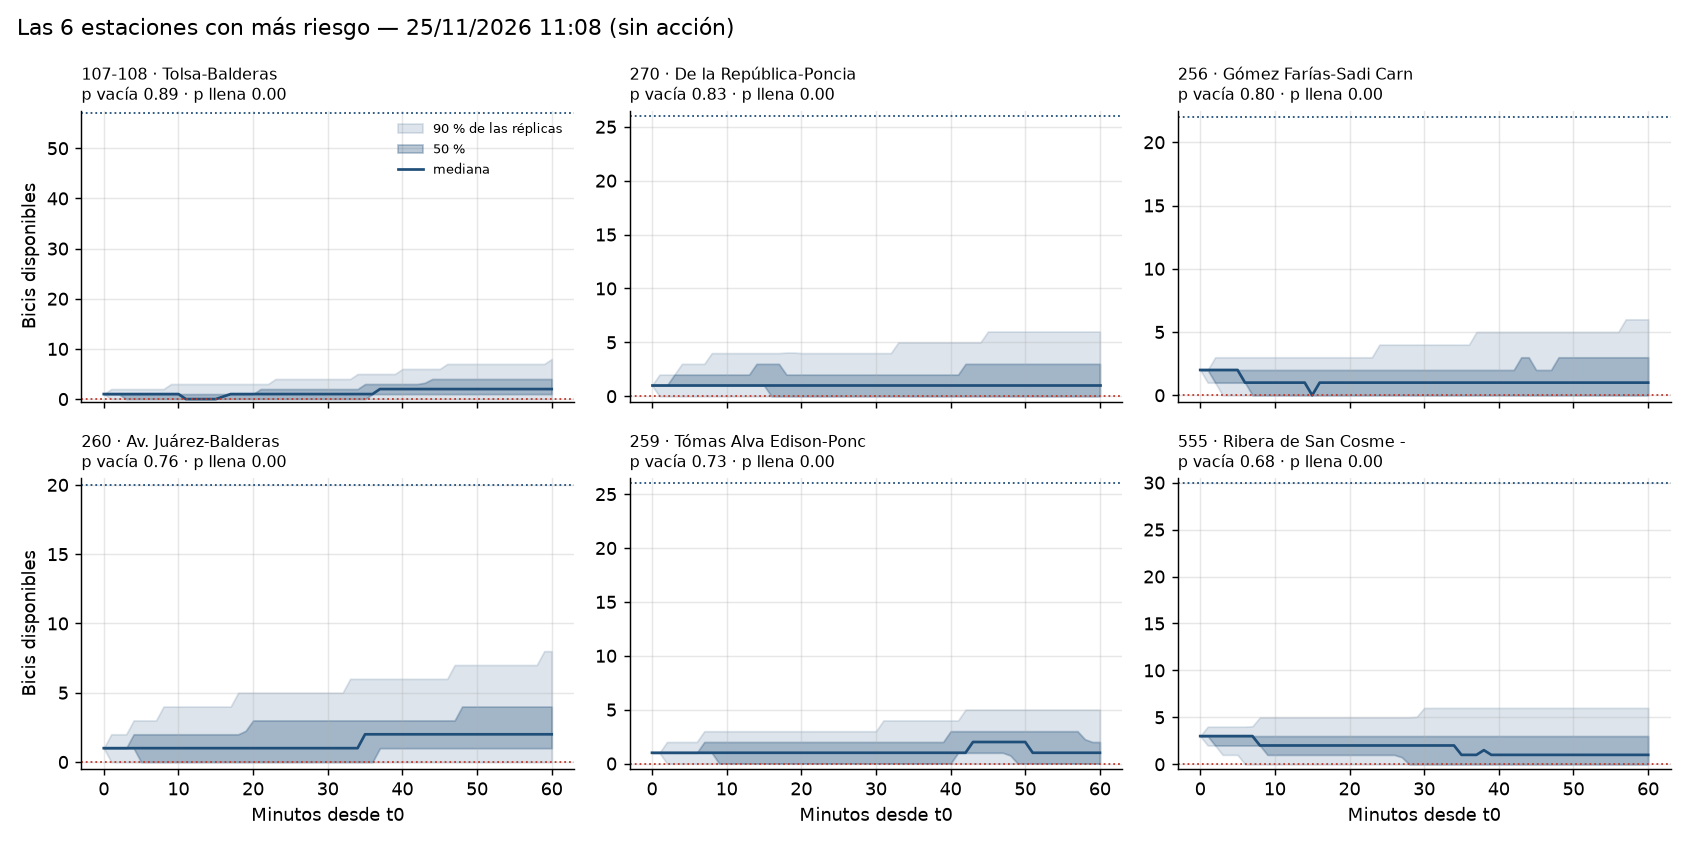 Las 6 estaciones con más riesgo — 25/11/2026 11:08 (sin acción)
107-108 · Tolsa-Balderas
p vacía 0.89 · p llena 0.00
90 % de las réplicas
50 %
mediana
Bicis disponibles
50
40
30
20
10
0
270 · De la República-Poncia
p vacía 0.83 · p llena 0.00
25
20
15
10
5
0
256 · Gómez Farías-Sadi Carn
p vacía 0.80 · p llena 0.00
20
15
10
5
0
260 · Av. Juárez-Balderas
p vacía 0.76 · p llena 0.00
Bicis disponibles
20
15
10
5
0
0 10 20 30 40 50 60
Minutos desde t0
259 · Tómas Alva Edison-Ponc
p vacía 0.73 · p llena 0.00
25
20
15
10
5
0
0 10 20 30 40 50 60
Minutos desde t0
555 · Ribera de San Cosme -
p vacía 0.68 · p llena 0.00
30
25
20
15
10
5
0
0 10 20 30 40 50 60
Minutos desde t0